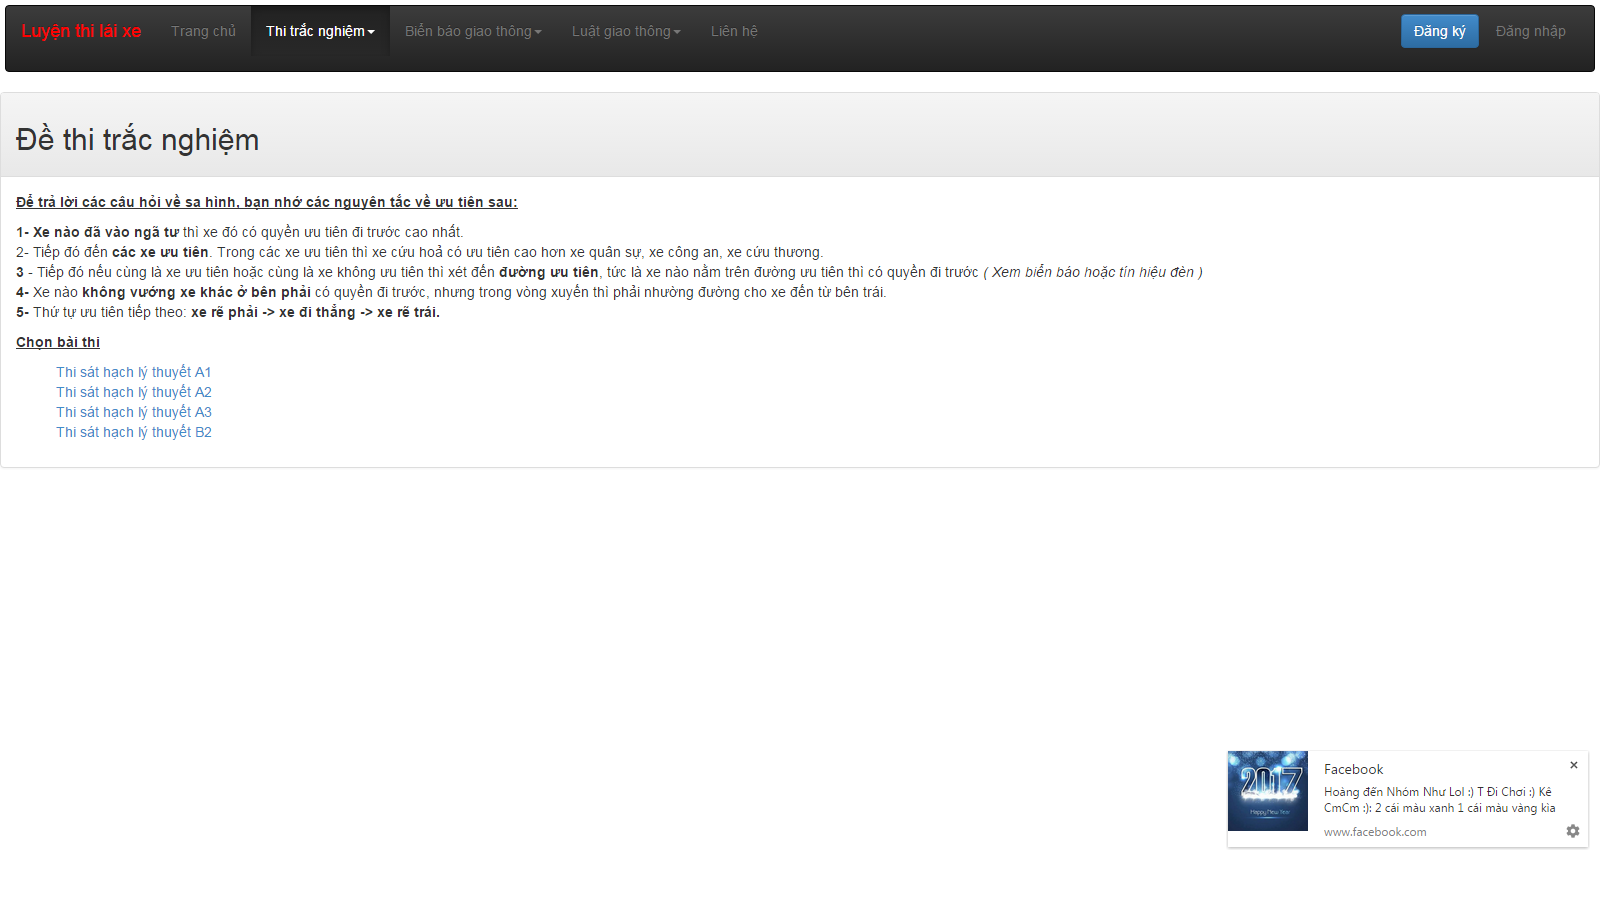 Luyện thi lái xe Trang chủ Thi trắc nghiệm Biển báo giao thông Luật giao thông Liên hệ Đăng ký Đăng nhập
Đề thi trắc nghiệm
Để trả lời các câu hỏi về sa hình, bạn nhớ các nguyên tắc về ưu tiên sau:
1- Xe nào đã vào ngã tư thì xe đó có quyền ưu tiên đi trước cao nhất.
2- Tiếp đó đến các xe ưu tiên. Trong các xe ưu tiên thì xe cứu hoả có ưu tiên cao hơn xe quân sự, xe công an, xe cứu thương.
3 - Tiếp đó nếu cùng là xe ưu tiên hoặc cùng là xe không ưu tiên thì xét đến đường ưu tiên, tức là xe nào nằm trên đường ưu tiên thì có quyền đi trước ( Xem biển báo hoặc tín hiệu đèn )
4- Xe nào không vướng xe khác ở bên phải có quyền đi trước, nhưng trong vòng xuyến thì phải nhường đường cho xe đến từ bên trái.
5- Thứ tự ưu tiên tiếp theo: xe rẽ phải -> xe đi thẳng -> xe rẽ trái.
Chọn bài thi
Thi sát hạch lý thuyết A1
Thi sát hạch lý thuyết A2
Thi sát hạch lý thuyết A3
Thi sát hạch lý thuyết B2
2017
Happy New Year
Facebook
Hoàng đến Nhóm Như Lol :) T Đi Chơi :) Kê
CmCm :): 2 cái màu xanh 1 cái màu vàng kìa
www.facebook.com